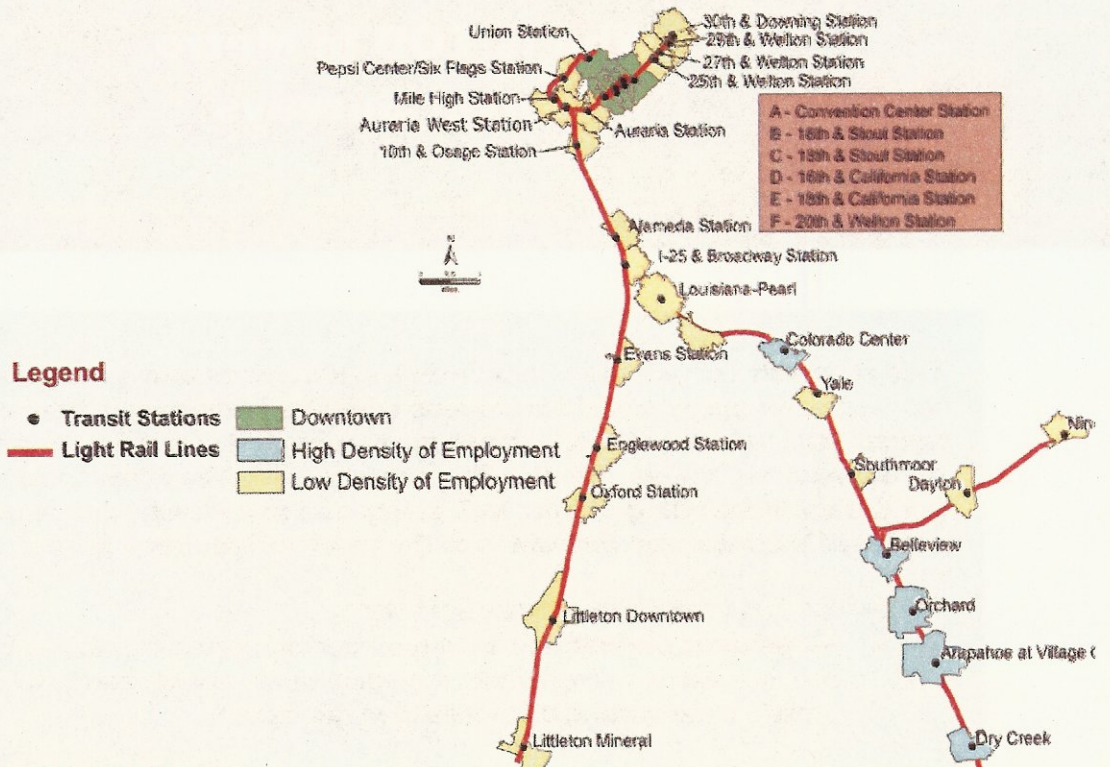 30th & Downing Station
29th & Welton Station
27th & Welton Station
25th & Welton Station
Union Station
Pepsi Center/Six Flags Station
Mile High Station
Auraria West Station
Auraria Station
10th & Osage Station
A - Convention Center Station
B - 16th & Stout Station
C - 18th & Stout Station
D - 16th & California Station
E - 18th & California Station
F - 20th & Welton Station
Alameda Station
I-25 & Broadway Station
N
Louisiana-Pearl
Colorado Center
Evans Station
Yale
Legend
Transit Stations
Light Rail Lines
Downtown
High Density of Employment
Low Density of Employment
Englewood Station
Oxford Station
Southmoor
Dayton
Nin
Belleview
Orchard
Arapahoe at Village
Littleton Downtown
Littleton Mineral
Dry Creek